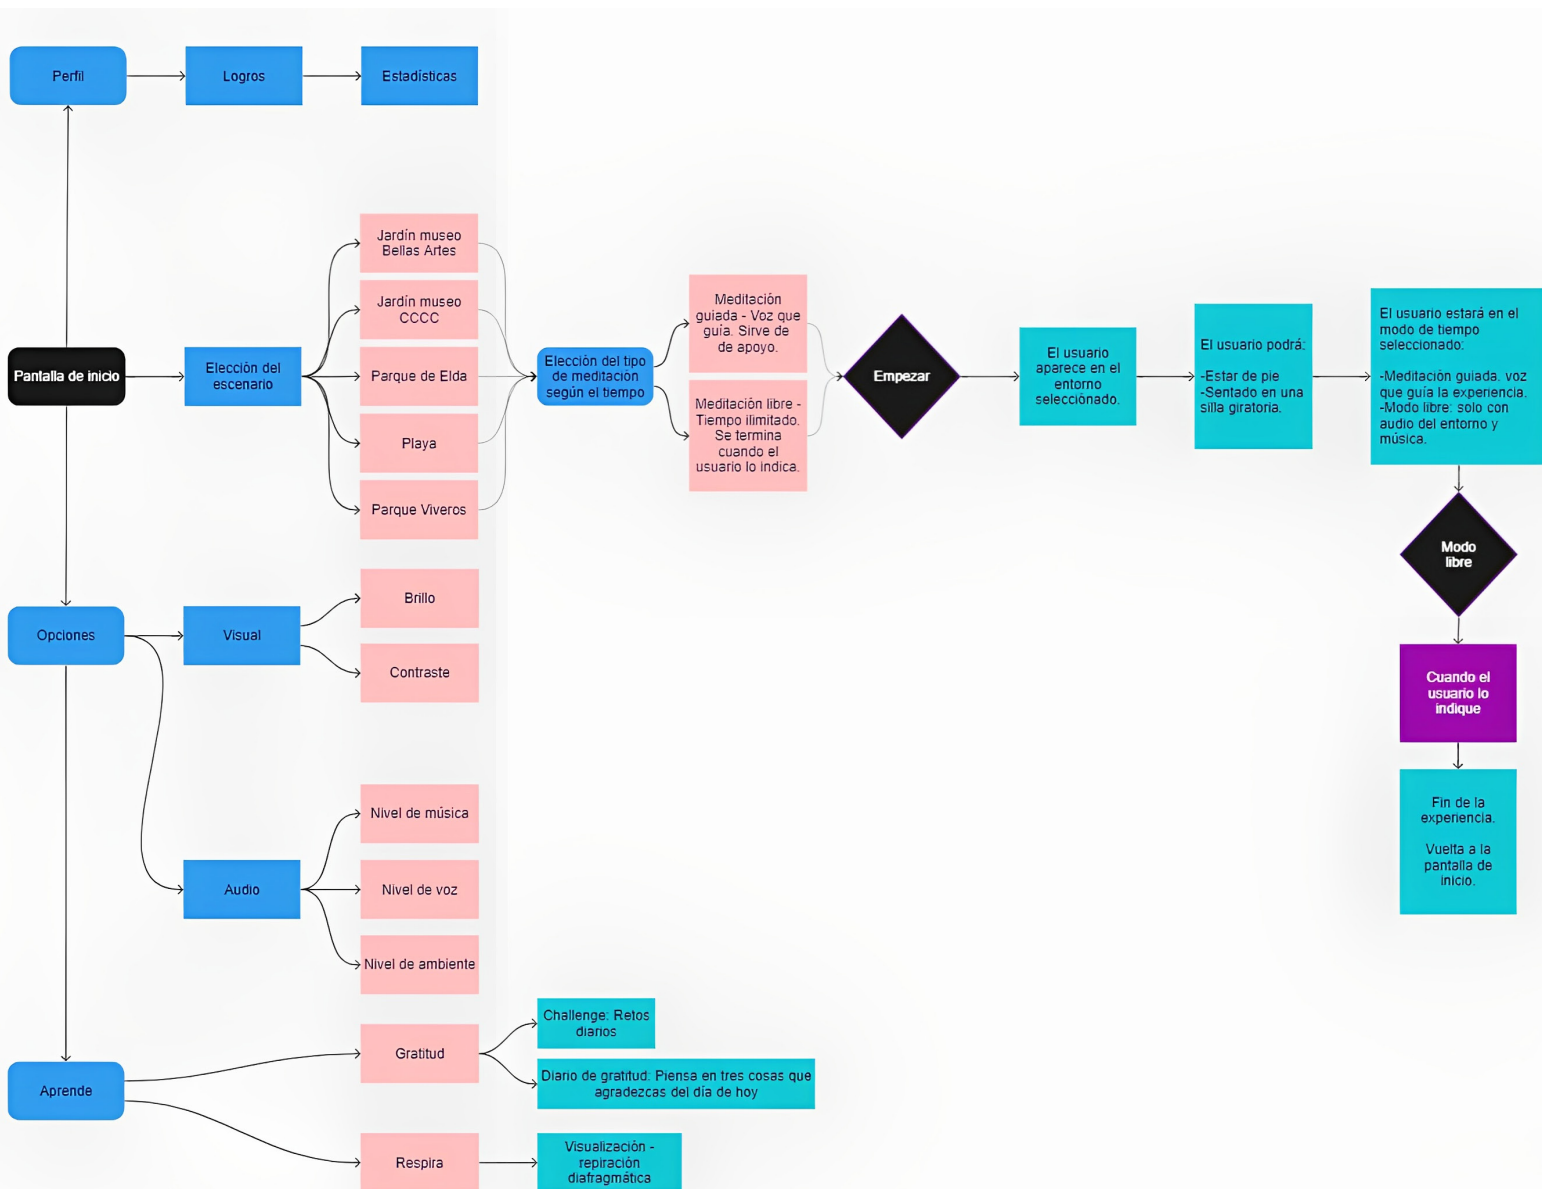 Perfil
Logros
Estadísticas
Jardín museo
Bellas Artes
Jardín museo
CCCC
Pantalla de inicio
Elección del
escenario
Parque de Elda
Playa
Parque Viveros
Elección del tipo
de meditación
según el tiempo
Meditación
guiada - Voz que
guía. Sirve de
de apoyo.
Meditación libre -
Tiempo ilimitado.
Se termina
cuando el
usuario lo indica.
Empezar
El usuario
aparece en el
entorno
selecciónado.
El usuario podrá:
-Estar de pie
-Sentado en una
silla giratoria.
El usuario estará en el
modo de tiempo
seleccionado:
-Meditación guiada. voz
que guía la experiencia.
-Modo libre: solo con
audio del entorno y
música.
Modo
libre
Cuando el
usuario lo
indique
Fin de la
experiencia.
Vuelta a la
pantalla de
inicio.
Opciones
Visual
Brillo
Contraste
Audio
Nivel de música
Nivel de voz
Nivel de ambiente
Aprende
Gratitud
Challenge: Retos
diarios
Diario de gratitud: Piensa en tres cosas que
agradezcas del día de hoy
Respira
Visualización -
repiración
diafragmática